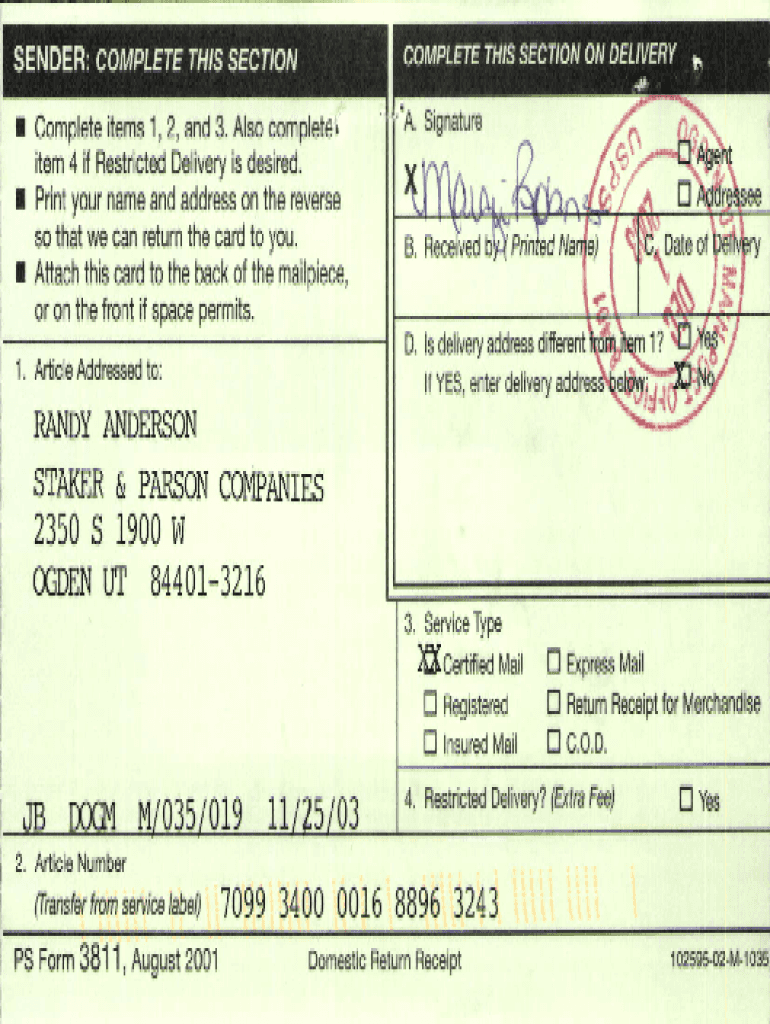 SENDER: COMPLETE THIS SECTION
■ Complete items 1, 2, and 3. Also complete
item 4 if Restricted Delivery is desired.
■ Print your name and address on the reverse
so that we can return the card to you.
■ Attach this card to the back of the mailpiece,
or on the front if space permits.
1. Article Addressed to:
RANDY ANDERSON
STAKER & PARSON COMPANIES
2350 S 1900 W
OGDEN UT 84401-3216
JB DOGM M/035/019 11/25/03
COMPLETE THIS SECTION ON DELIVERY
A. Signature
X
☐ Agent
☐ Addressee
B. Received by (Printed Name)
C. Date of Delivery
D. Is delivery address different from item 1? ☐ Yes
If YES, enter delivery address below: X No
USPS
MAIN POST OFFICE
DEC
3. Service Type
XX Certified Mail ☐ Express Mail
☐ Registered ☐ Return Receipt for Merchandise
☐ Insured Mail ☐ C.O.D.
4. Restricted Delivery? (Extra Fee) ☐ Yes
2. Article Number
(Transfer from service label) 7099 3400 0016 8896 3243
PS Form 3811, August 2001 Domestic Return Receipt 102595-02-M-1035